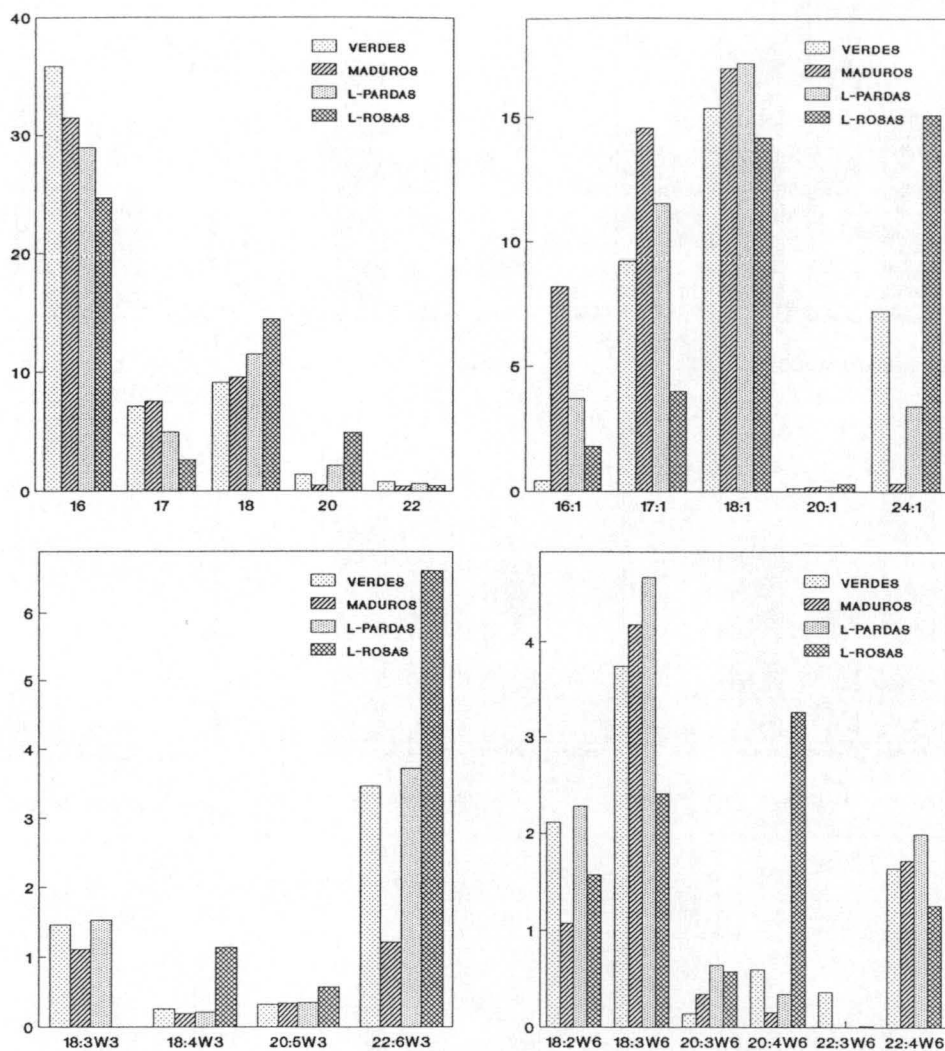 40
30
20
10
0
VERDES
MADUROS
L-PARDAS
L-ROSAS
16 17 18 20 22
15
10
5
0
VERDES
MADUROS
L-PARDAS
L-ROSAS
16:1 17:1 18:1 20:1 24:1
6
5
4
3
2
1
0
VERDES
MADUROS
L-PARDAS
L-ROSAS
18:3W3 18:4W3 20:5W3 22:6W3
4
3
2
1
0
VERDES
MADUROS
L-PARDAS
L-ROSAS
18:2W6 18:3W6 20:3W6 20:4W6 22:3W6 22:4W6